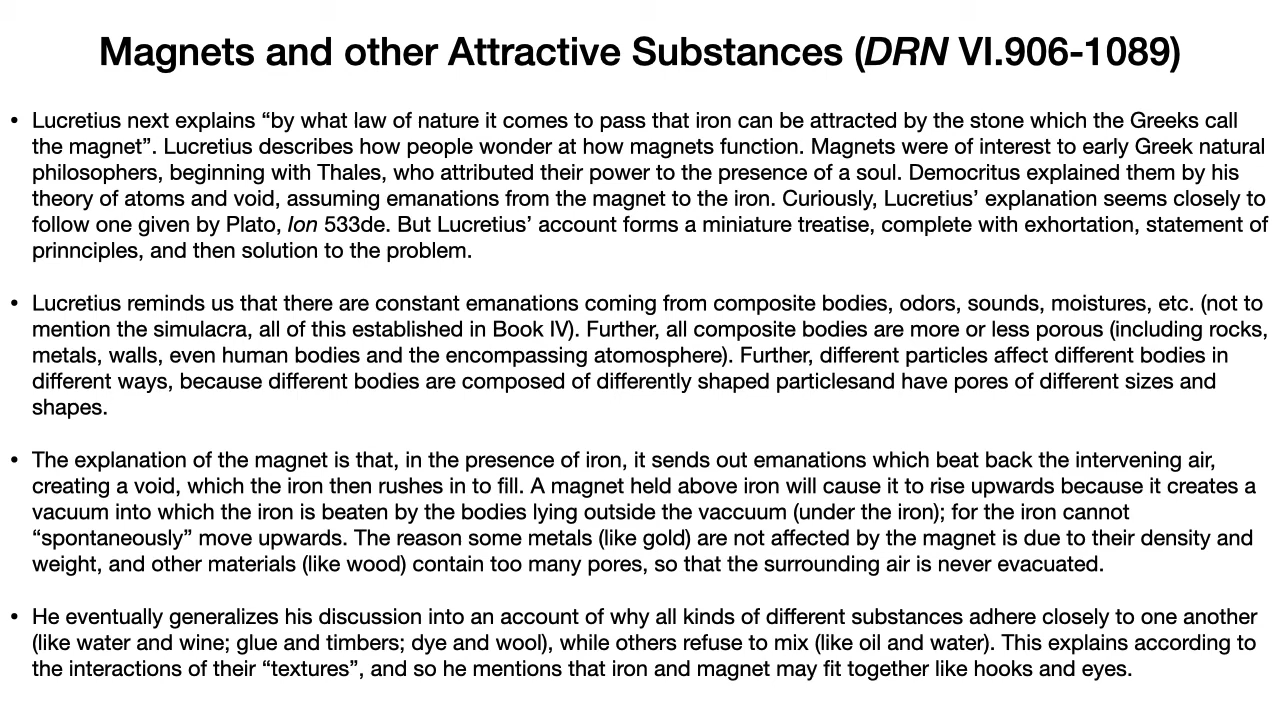 Magnets and other Attractive Substances (DRN VI.906-1089)
• Lucretius next explains “by what law of nature it comes to pass that iron can be attracted by the stone which the Greeks call
the magnet”. Lucretius describes how people wonder at how magnets function. Magnets were of interest to early Greek natural
philosophers, beginning with Thales, who attributed their power to the presence of a soul. Democritus explained them by his
theory of atoms and void, assuming emanations from the magnet to the iron. Curiously, Lucretius’ explanation seems closely to
follow one given by Plato, Ion 533de. But Lucretius’ account forms a miniature treatise, complete with exhortation, statement of
prinnciples, and then solution to the problem.
• Lucretius reminds us that there are constant emanations coming from composite bodies, odors, sounds, moistures, etc. (not to
mention the simulacra, all of this established in Book IV). Further, all composite bodies are more or less porous (including rocks,
metals, walls, even human bodies and the encompassing atomosphere). Further, different particles affect different bodies in
different ways, because different bodies are composed of differently shaped particlesand have pores of different sizes and
shapes.
• The explanation of the magnet is that, in the presence of iron, it sends out emanations which beat back the intervening air,
creating a void, which the iron then rushes in to fill. A magnet held above iron will cause it to rise upwards because it creates a
vacuum into which the iron is beaten by the bodies lying outside the vaccuum (under the iron); for the iron cannot
“spontaneously” move upwards. The reason some metals (like gold) are not affected by the magnet is due to their density and
weight, and other materials (like wood) contain too many pores, so that the surrounding air is never evacuated.
• He eventually generalizes his discussion into an account of why all kinds of different substances adhere closely to one another
(like water and wine; glue and timbers; dye and wool), while others refuse to mix (like oil and water). This explains according to
the interactions of their “textures”, and so he mentions that iron and magnet may fit together like hooks and eyes.